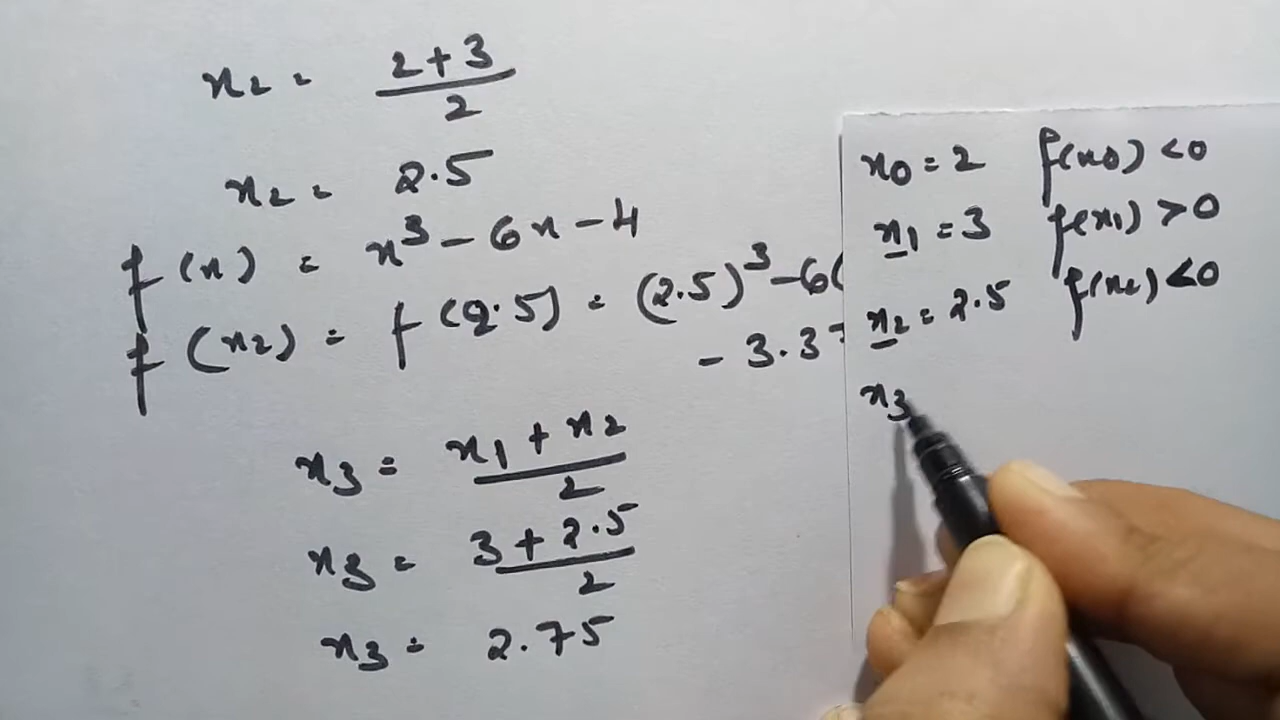 x2 = 2+3/2
x2 = 2.5
f(x) = x³-6x-4
f(x2) = f(2.5) = (2.5)³-6(
-3.37
x3 = x1+x2/2
x3 = 3+2.5/2
x3 = 2.75
x0=2 f(x0)<0
x1=3 f(x1)>0
x2=2.5 f(x2)<0
x3